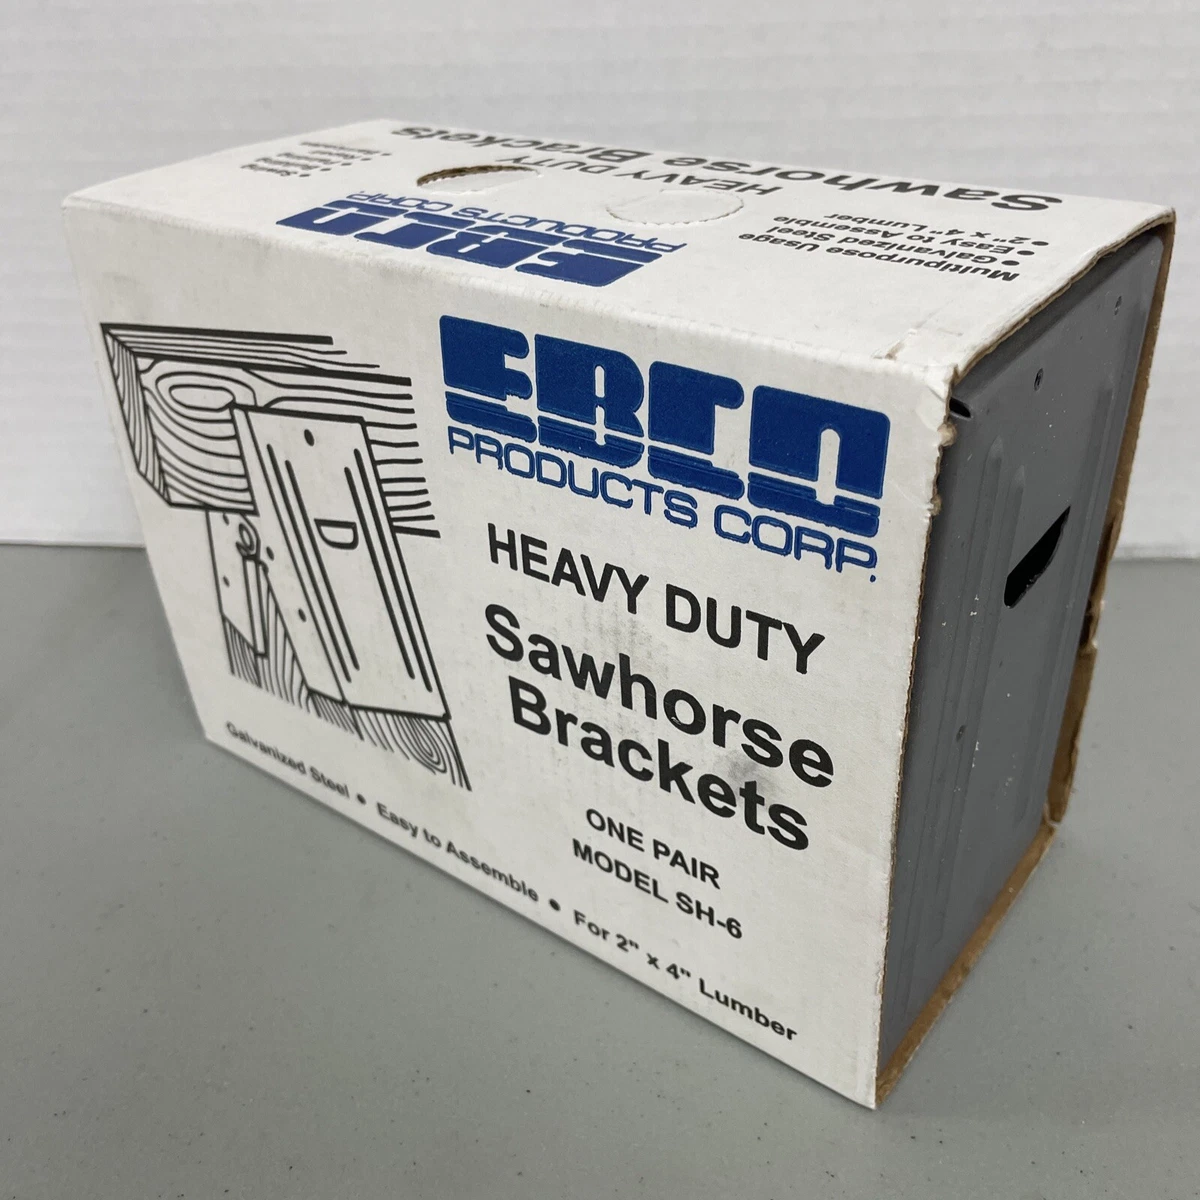 EBCO
PRODUCTS CORP.
HEAVY DUTY
Sawhorse
Brackets
ONE PAIR
MODEL SH-6
Galvanized Steel • Easy to Assemble • For 2" x 4" Lumber
EBCO
PRODUCTS CORP.
HEAVY DUTY
Sawhorse Brackets
Multipurpose Usage
• Galvanized Steel
• Easy to Assemble
• 2" x 4" Lumber